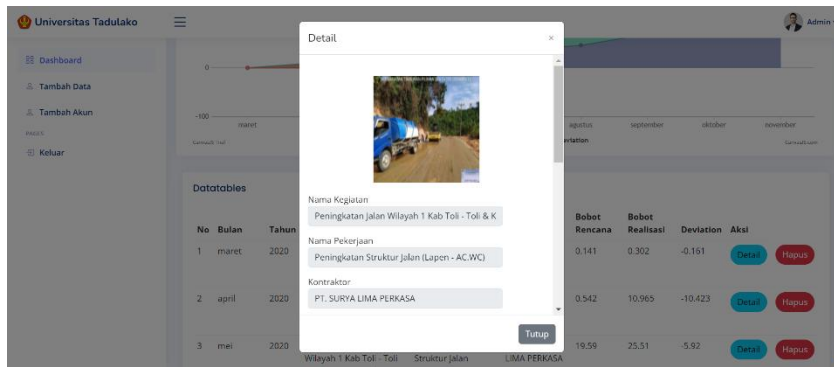 Universitas Tadulako
Admin
Dashboard
Tambah Data
Tambah Akun
Keluar
0
-100
maret
agustus
september
oktober
november
Datatables
No Bulan Tahun Bobot Rencana Bobot Realisasi Deviation Aksi
1 maret 2020 0.141 0.302 -0.161 Detail Hapus
2 april 2020 0.542 10.965 -10.423 Detail Hapus
3 mei 2020 19.59 25.51 -5.92 Detail Hapus
Wilayah 1 Kab Toli - Toli Struktur Jalan LIMA PERKASA
Detail
×
Nama Kegiatan
Peningkatan Jalan Wilayah 1 Kab Toli - Toli & K
Nama Pekerjaan
Peningkatan Struktur Jalan (Lapen - AC.WC)
Kontraktor
PT. SURYA LIMA PERKASA
Tutup